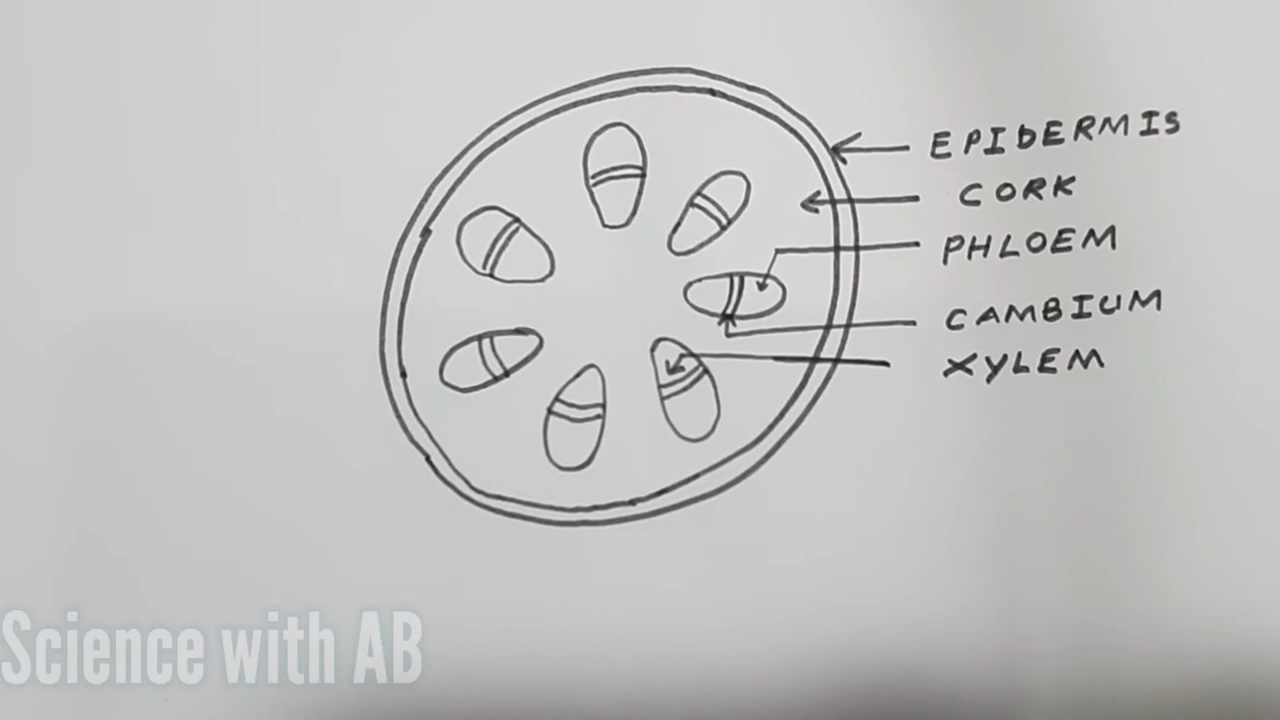 EPIDERMIS
CORK
PHLOEM
CAMBIUM
XYLEM
Science with AB